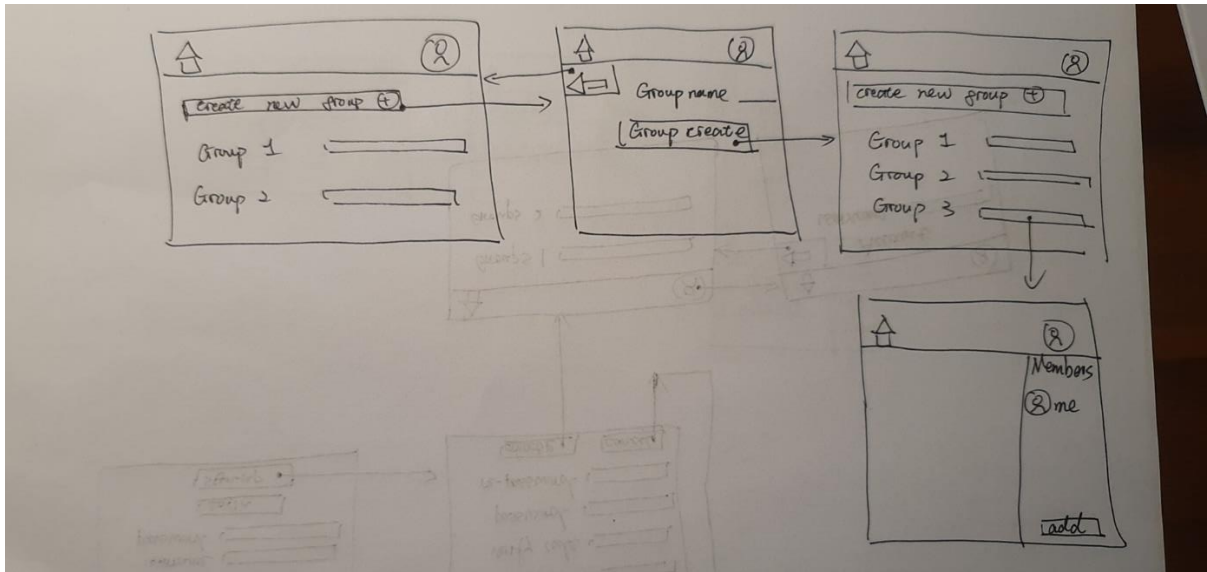 create new group +
Group 1
Group 2
Group name
Group create
create new group +
Group 1
Group 2
Group 3
Members
me
add